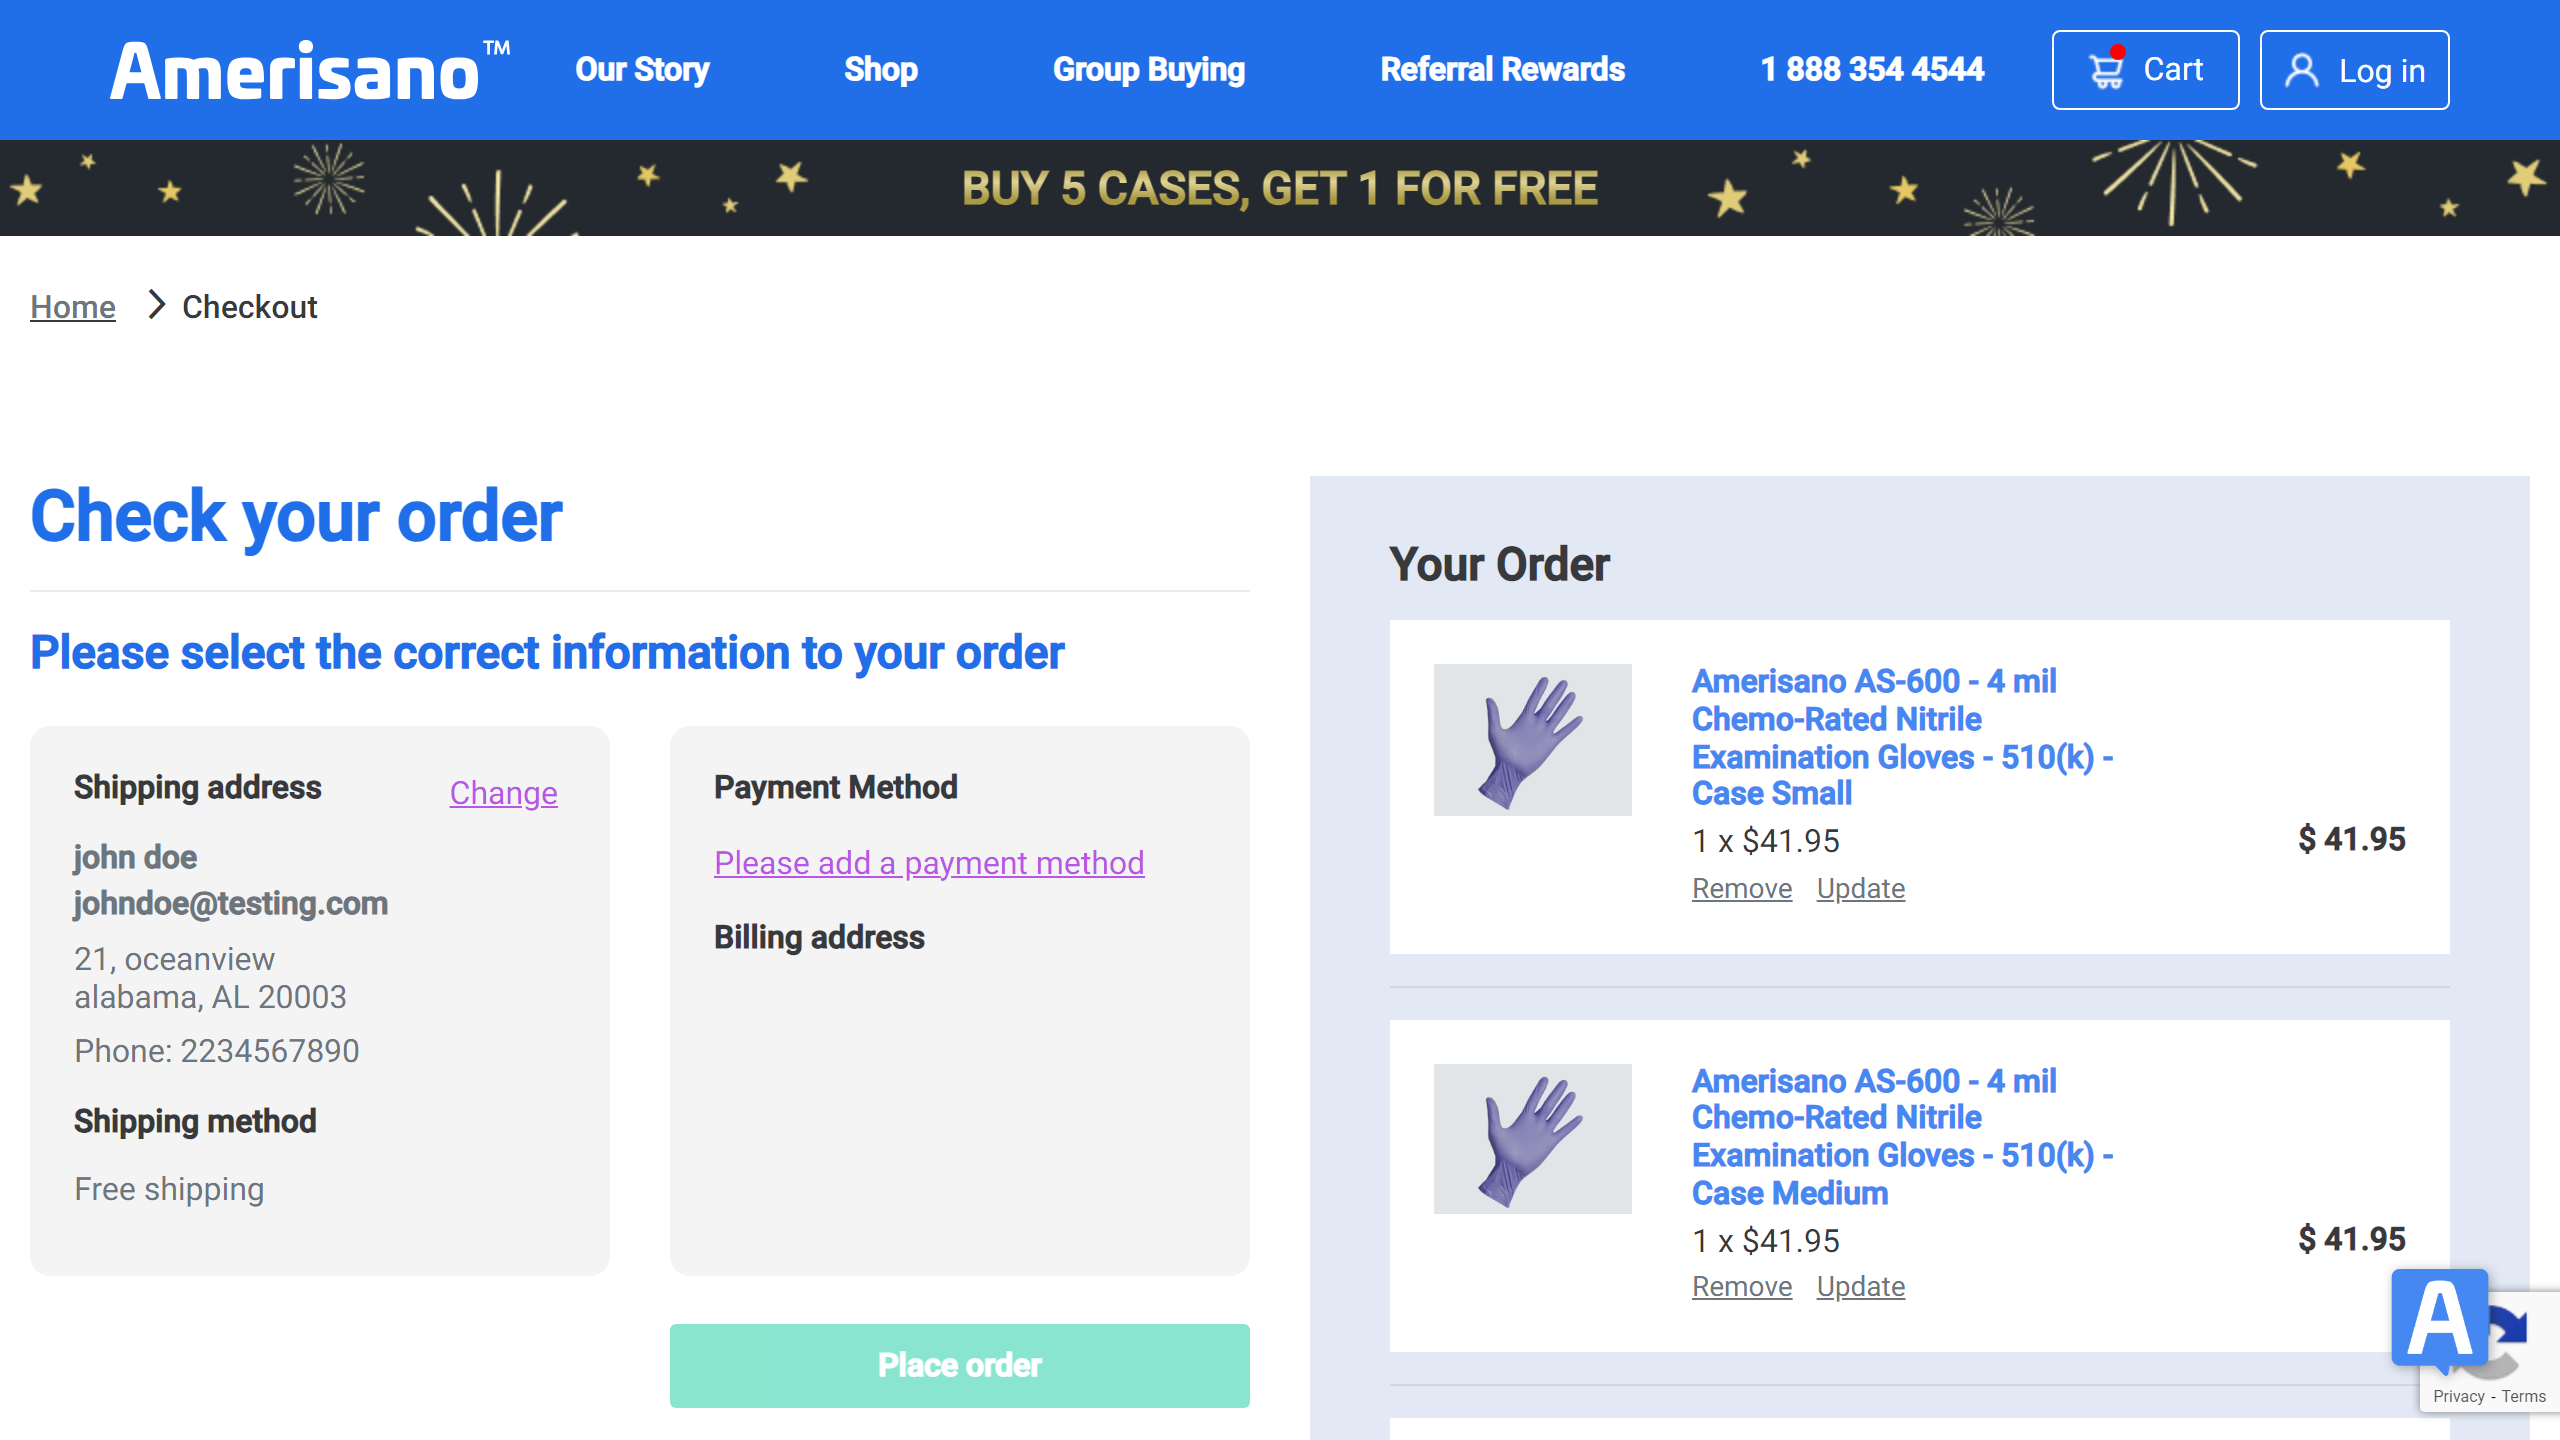 Amerisano™
Our Story
Shop
Group Buying
Referral Rewards
1 888 354 4544
Cart
Log in
BUY 5 CASES, GET 1 FOR FREE
Home
Checkout
Check your order
Please select the correct information to your order
Shipping address
Change
john doe
johndoe@testing.com
21, oceanview
alabama, AL 20003
Phone: 2234567890
Shipping method
Free shipping
Payment Method
Please add a payment method
Billing address
Place order
Your Order
Amerisano AS-600 - 4 mil
Chemo-Rated Nitrile
Examination Gloves - 510(k) -
Case Small
1 x $41.95
$ 41.95
Remove Update
Amerisano AS-600 - 4 mil
Chemo-Rated Nitrile
Examination Gloves - 510(k) -
Case Medium
1 x $41.95
$ 41.95
Remove Update
A
Privacy - Terms